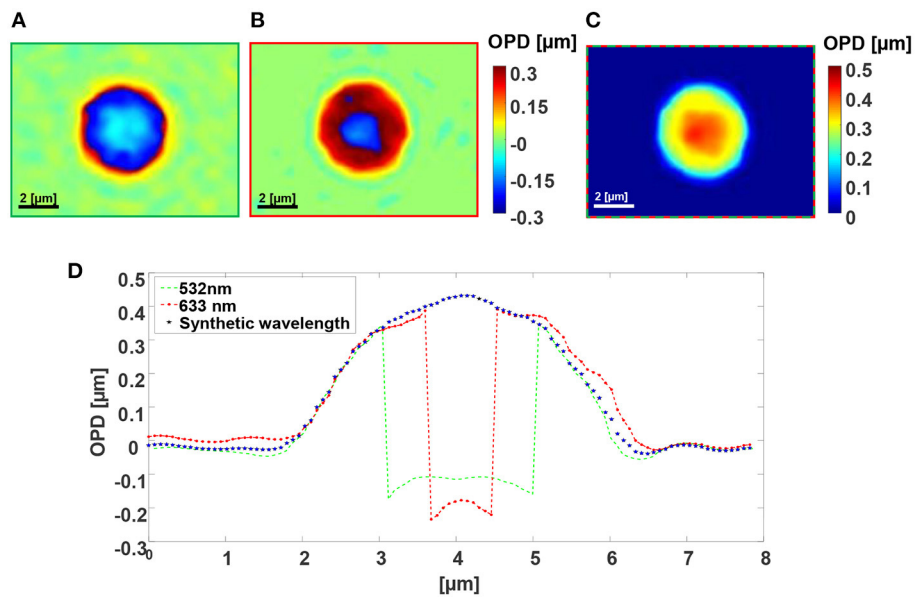 A
B
C
OPD [µm]
OPD [µm]
0.3
0.15
-0
-0.15
-0.3
0.5
0.4
0.3
0.2
0.1
0
2 [µm]
2 [µm]
2 [µm]
D
0.5
0.4
0.3
0.2
0.1
0
-0.1
-0.2
-0.3
OPD [µm]
532nm
633 nm
Synthetic wavelength
0 1 2 3 4 5 6 7 8
[µm]